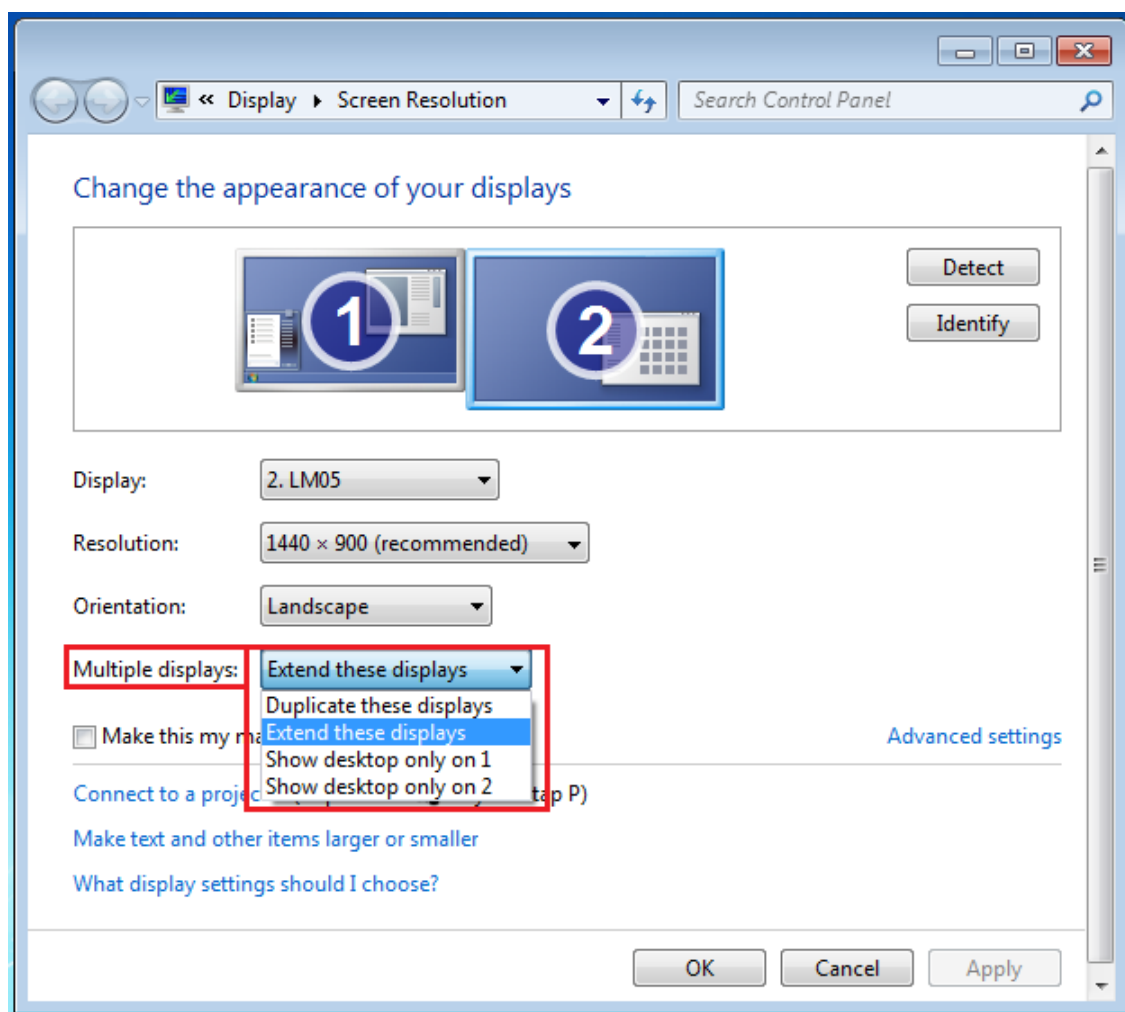 « Display ▸ Screen Resolution
Search Control Panel
Change the appearance of your displays
1
2
Detect
Identify
Display: 2. LM05
Resolution: 1440 × 900 (recommended)
Orientation: Landscape
Multiple displays: Extend these displays
Duplicate these displays
Make this my Extend these displays Advanced settings
Show desktop only on 1
Show desktop only on 2
Connect to a tap P)
Make text and other items larger or smaller
What display settings should I choose?
OK Cancel Apply